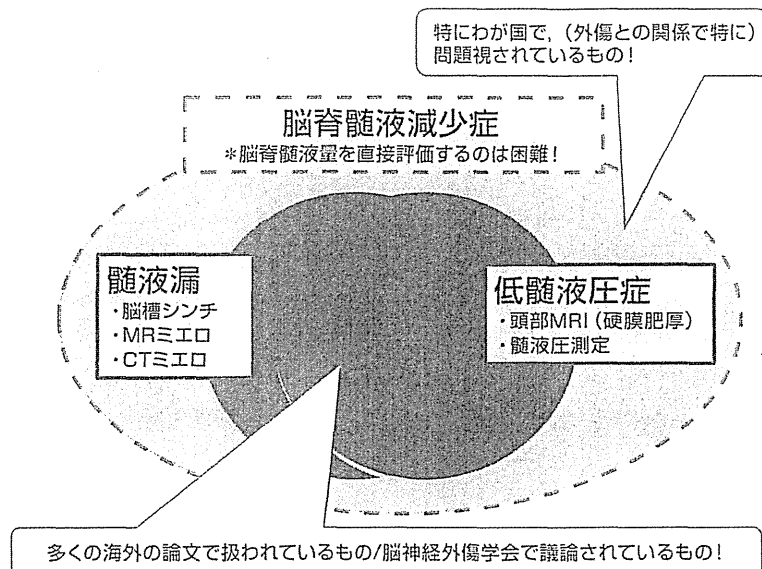 特にわが国で,（外傷との関係で特に）
問題視されているもの！
脳脊髄液減少症
＊脳脊髄液量を直接評価するのは困難！
髄液漏
・脳槽シンチ
・MRミエロ
・CTミエロ
低髄液圧症
・頭部MRI（硬膜肥厚）
・髄液圧測定
多くの海外の論文で扱われているもの/脳神経外傷学会で議論されているもの！